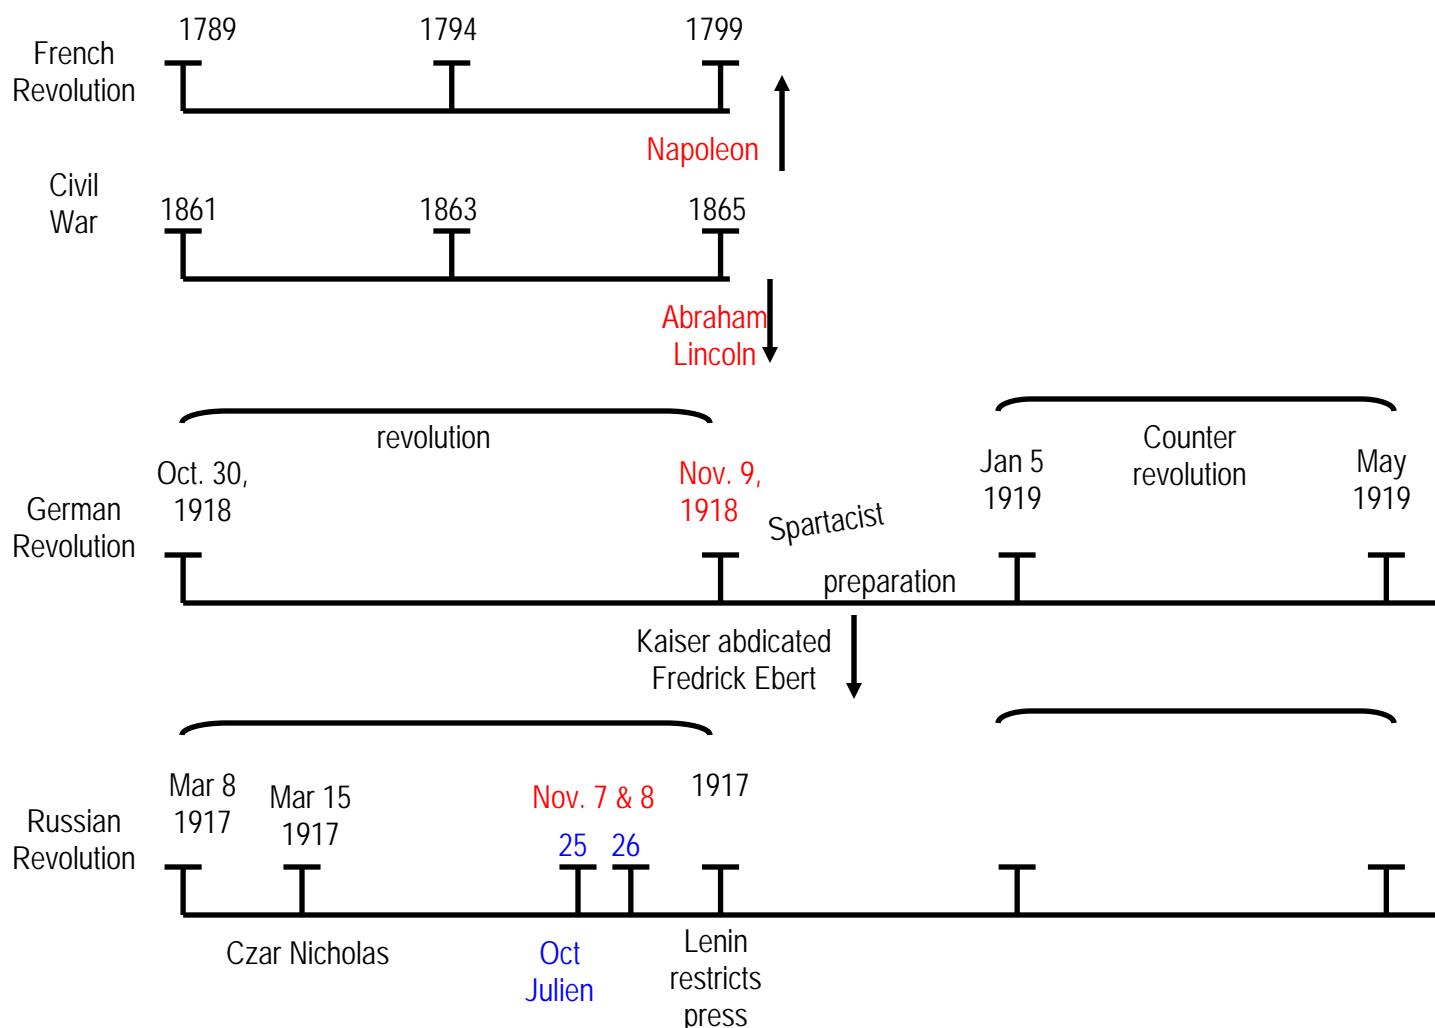 1789
1794
1799
French
Revolution
Napoleon
Civil
War
1861
1863
1865
Abraham
Lincoln
revolution
Counter
revolution
Oct. 30,
1918
Nov. 9,
1918
Spartacist
Jan 5
1919
May
1919
German
Revolution
preparation
Kaiser abdicated
Fredrick Ebert
Mar 8
1917
Mar 15
1917
Nov. 7 & 8
25
26
1917
Russian
Revolution
Czar Nicholas
Oct
Julien
Lenin
restricts
press